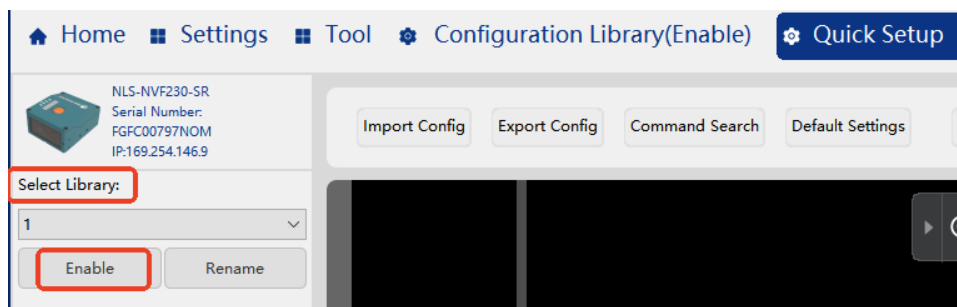 Home Settings Tool Configuration Library(Enable) Quick Setup
NLS-NVF230-SR
Serial Number:
FGFC00797NOM
IP:169.254.146.9
Import Config Export Config Command Search Default Settings
Select Library:
1
Enable Rename